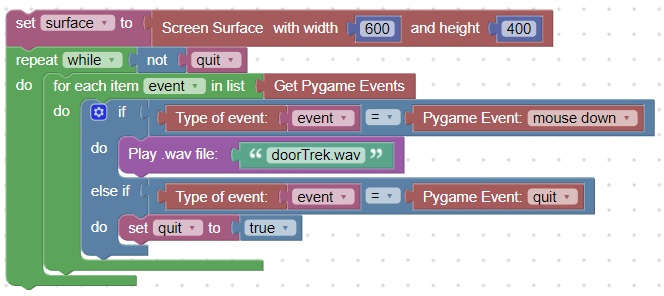 set surface to Screen Surface with width 600 and height 400
repeat while not quit
do for each item event in list Get Pygame Events
do if Type of event: event = Pygame Event: mouse down
do Play .wav file: “ doorTrek.wav ”
else if Type of event: event = Pygame Event: quit
do set quit to true